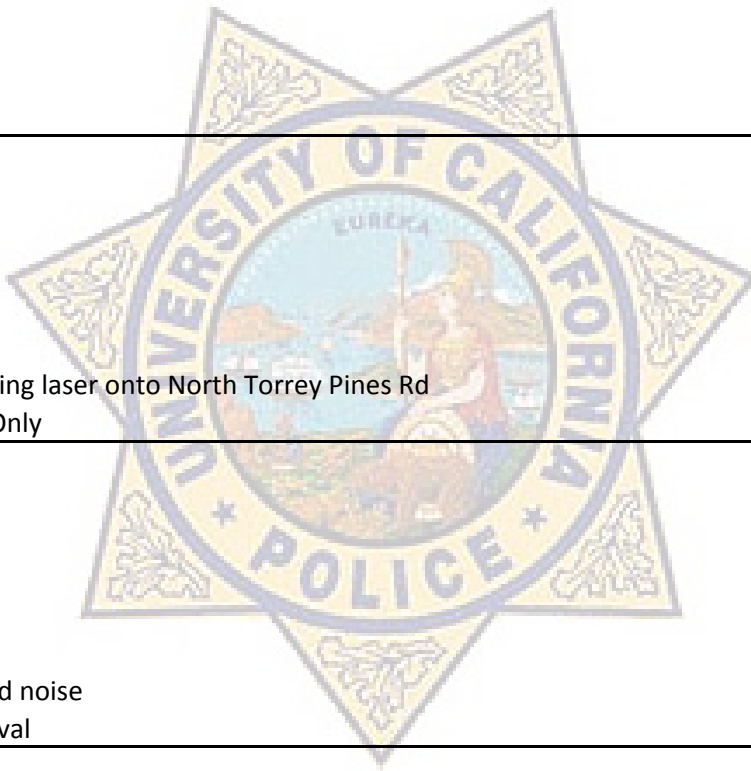 UNIVERSITY OF CALIFORNIA
EUREKA
ing laser onto North Torrey Pines Rd
Only
POLICE
d noise
val